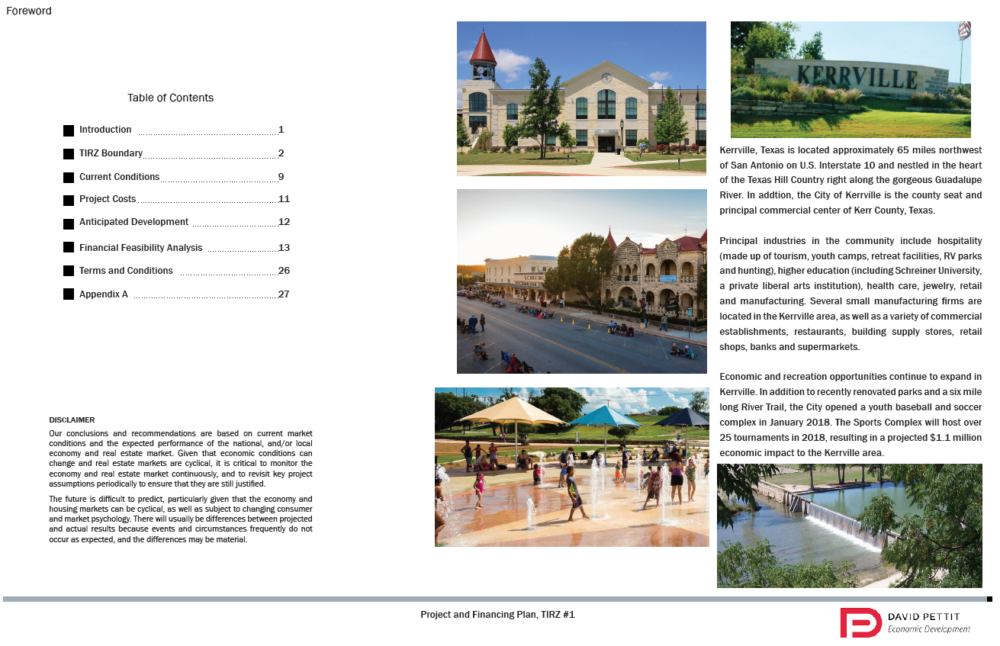 Foreword
Table of Contents
Introduction 1
TIRZ Boundary 2
Current Conditions 9
Project Costs 11
Anticipated Development 12
Financial Feasibility Analysis 13
Terms and Conditions 26
Appendix A 27
DISCLAIMER
Our conclusions and recommendations are based on current market
conditions and the expected performance of the national, and/or local
economy and real estate market. Given that economic conditions can
change and real estate markets are cyclical, it is critical to monitor the
economy and real estate market continuously, and to revisit key project
assumptions periodically to ensure that they are still justified.
The future is difficult to predict, particularly given that the economy and
housing markets can be cyclical, as well as subject to changing consumer
and market psychology. There will usually be differences between projected
and actual results because events and circumstances frequently do not
occur as expected, and the differences may be material.
SCHREINER
KERRVILLE
Kerrville, Texas is located approximately 65 miles northwest
of San Antonio on U.S. Interstate 10 and nestled in the heart
of the Texas Hill Country right along the gorgeous Guadalupe
River. In addtion, the City of Kerrville is the county seat and
principal commercial center of Kerr County, Texas.
Principal industries in the community include hospitality
(made up of tourism, youth camps, retreat facilities, RV parks
and hunting), higher education (including Schreiner University,
a private liberal arts institution), health care, jewelry, retail
and manufacturing. Several small manufacturing firms are
located in the Kerrville area, as well as a variety of commercial
establishments, restaurants, building supply stores, retail
shops, banks and supermarkets.
Economic and recreation opportunities continue to expand in
Kerrville. In addition to recently renovated parks and a six mile
long River Trail, the City opened a youth baseball and soccer
complex in January 2018. The Sports Complex will host over
25 tournaments in 2018, resulting in a projected $1.1 million
economic impact to the Kerrville area.
Project and Financing Plan, TIRZ #1
DAVID PETTIT
Economic Development